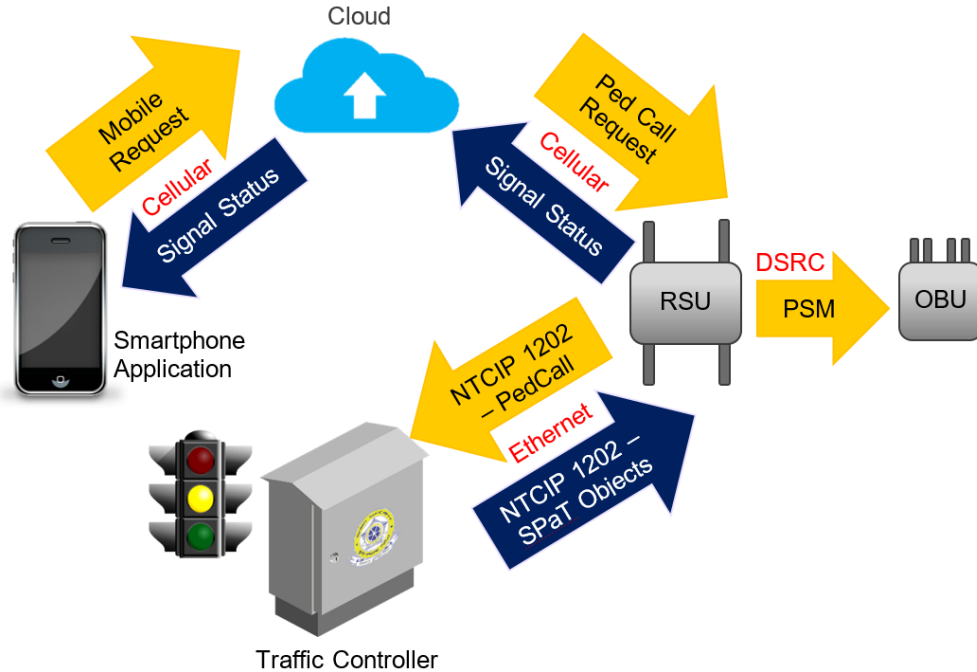 Cloud
Mobile
Request
Cellular
Signal Status
Ped Call
Request
Cellular
Signal Status
Smartphone
Application
RSU
DSRC
PSM
OBU
NTCIP 1202
– PedCall
Ethernet
NTCIP 1202 –
SPaT Objects
Traffic Controller